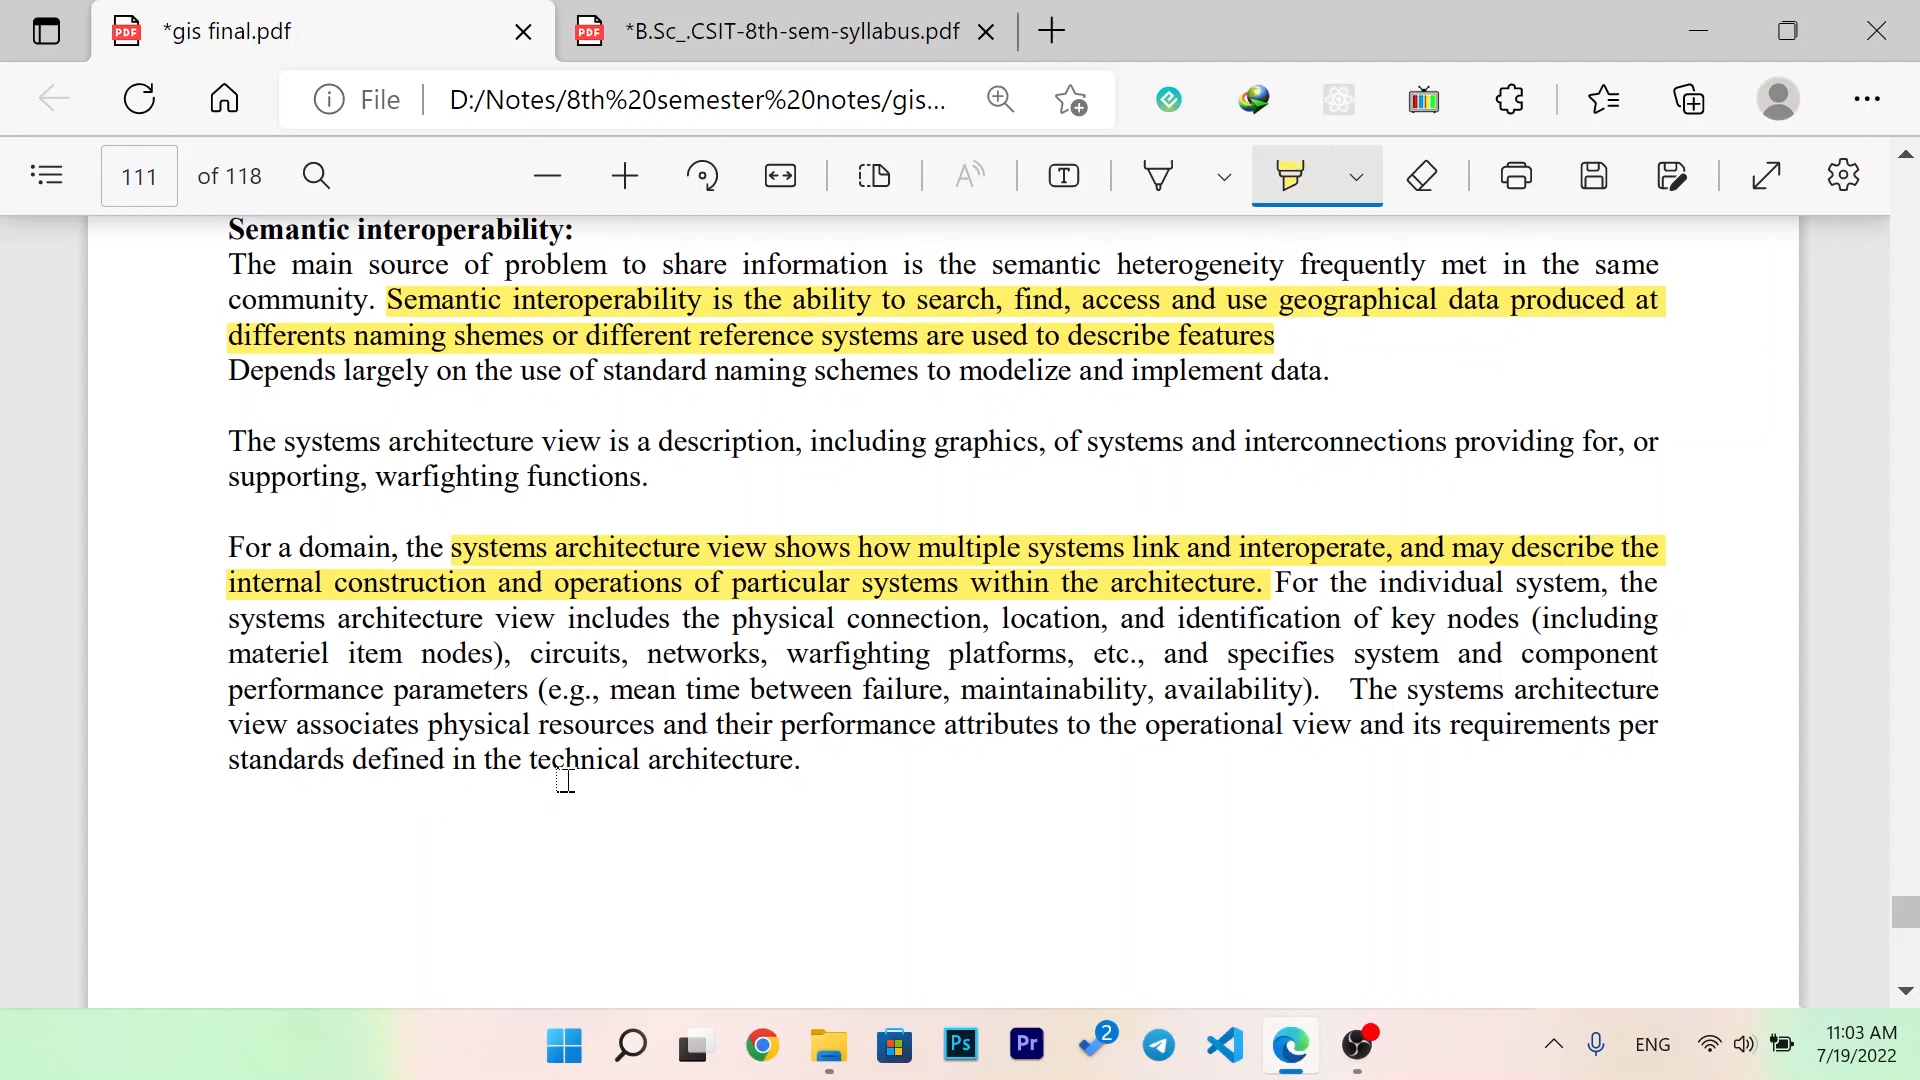 *gis final.pdf
*B.Sc_.CSIT-8th-sem-syllabus.pdf
File
D:/Notes/8th%20semester%20notes/gis...
111 of 118
Semantic interoperability:
The main source of problem to share information is the semantic heterogeneity frequently met in the same
community. Semantic interoperability is the ability to search, find, access and use geographical data produced at
differents naming shemes or different reference systems are used to describe features
Depends largely on the use of standard naming schemes to modelize and implement data.
The systems architecture view is a description, including graphics, of systems and interconnections providing for, or
supporting, warfighting functions.
For a domain, the systems architecture view shows how multiple systems link and interoperate, and may describe the
internal construction and operations of particular systems within the architecture. For the individual system, the
systems architecture view includes the physical connection, location, and identification of key nodes (including
materiel item nodes), circuits, networks, warfighting platforms, etc., and specifies system and component
performance parameters (e.g., mean time between failure, maintainability, availability). The systems architecture
view associates physical resources and their performance attributes to the operational view and its requirements per
standards defined in the technical architecture.
Ps
Pr
2
ENG
11:03 AM
7/19/2022